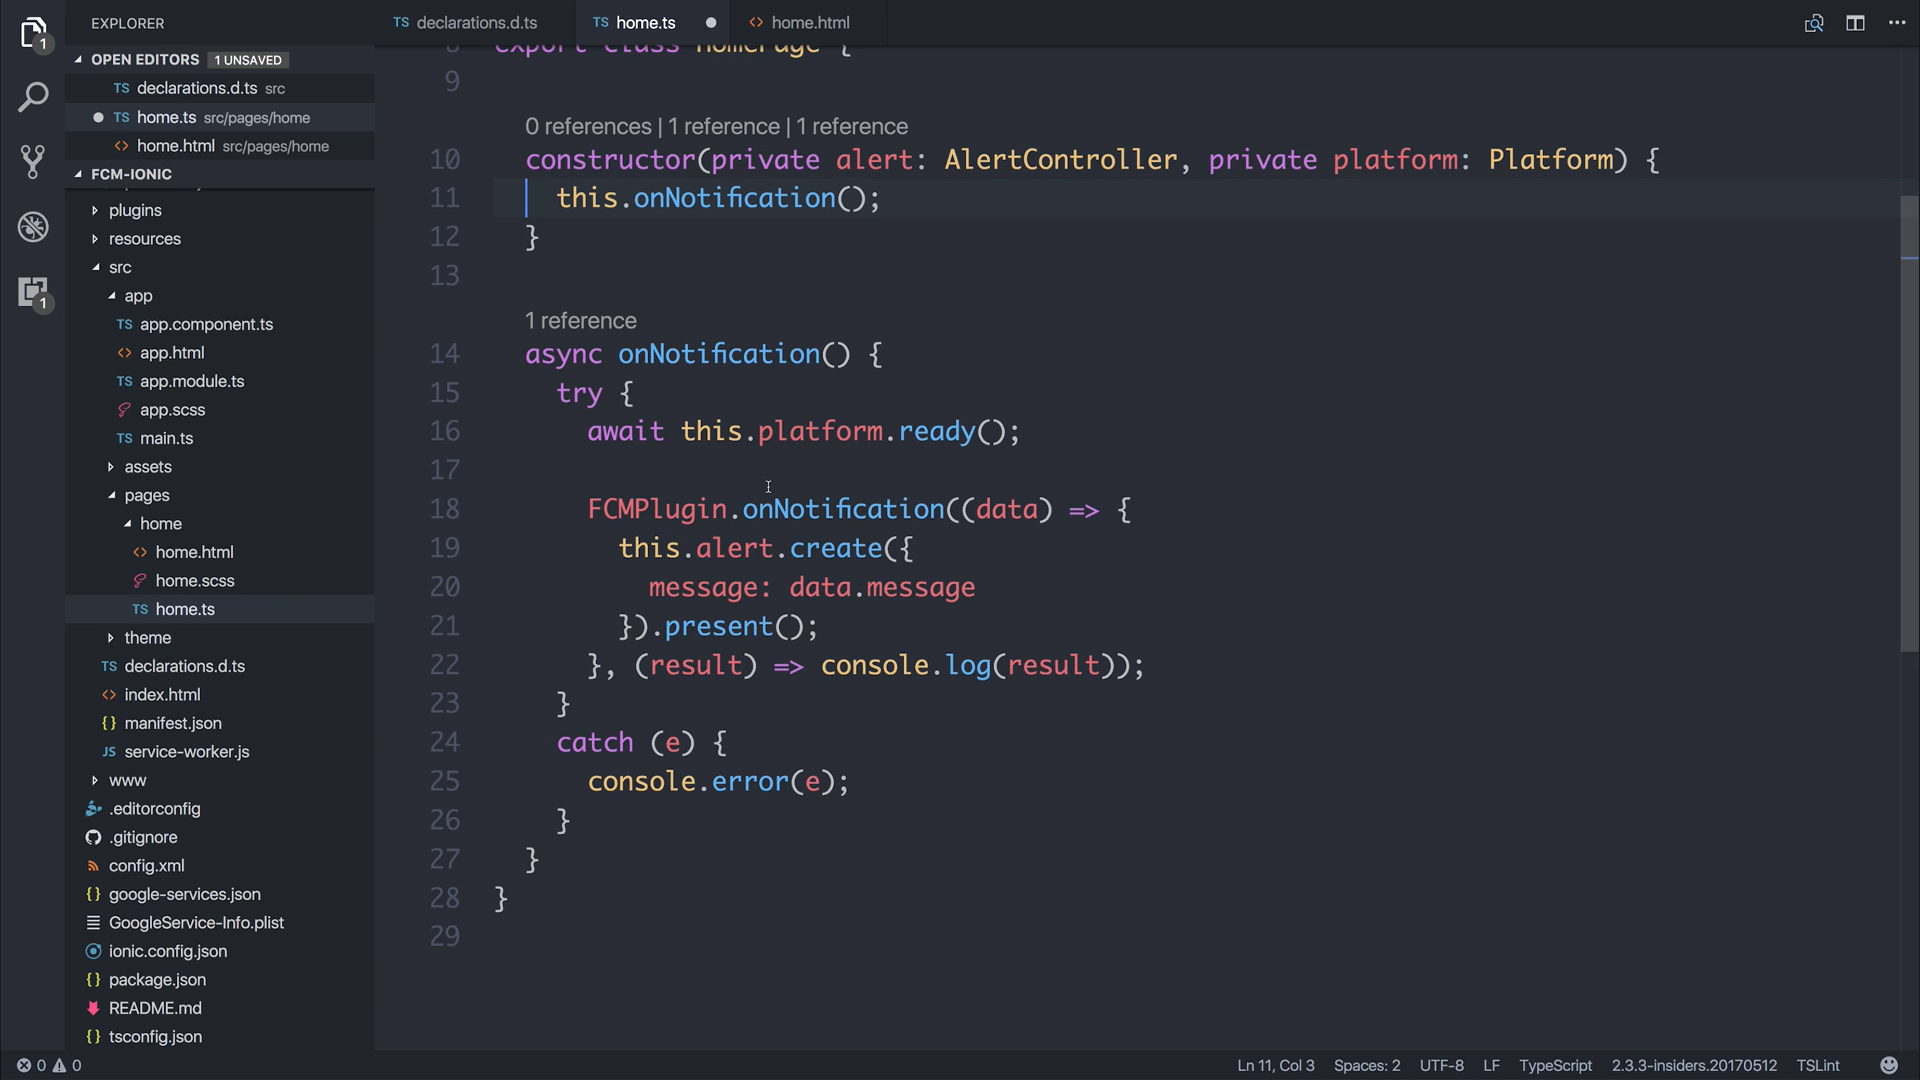 EXPLORER
OPEN EDITORS 1 UNSAVED
TS declarations.d.ts src
TS home.ts src/pages/home
<> home.html src/pages/home
FCM-IONIC
plugins
resources
src
app
TS app.component.ts
<> app.html
TS app.module.ts
app.scss
TS main.ts
assets
pages
home
<> home.html
home.scss
TS home.ts
theme
TS declarations.d.ts
<> index.html
{} manifest.json
JS service-worker.js
www
.editorconfig
.gitignore
config.xml
{} google-services.json
GoogleService-Info.plist
ionic.config.json
{} package.json
README.md
{} tsconfig.json
1
1
TS declarations.d.ts TS home.ts <> home.html
8 export class HomePage {
9
0 references | 1 reference | 1 reference
10 constructor(private alert: AlertController, private platform: Platform) {
11 this.onNotification();
12 }
13
1 reference
14 async onNotification() {
15 try {
16 await this.platform.ready();
17
18 FCMPlugin.onNotification((data) => {
19 this.alert.create({
20 message: data.message
21 }).present();
22 }, (result) => console.log(result));
23 }
24 catch (e) {
25 console.error(e);
26 }
27 }
28 }
29
0 0 Ln 11, Col 3 Spaces: 2 UTF-8 LF TypeScript 2.3.3-insiders.20170512 TSLint